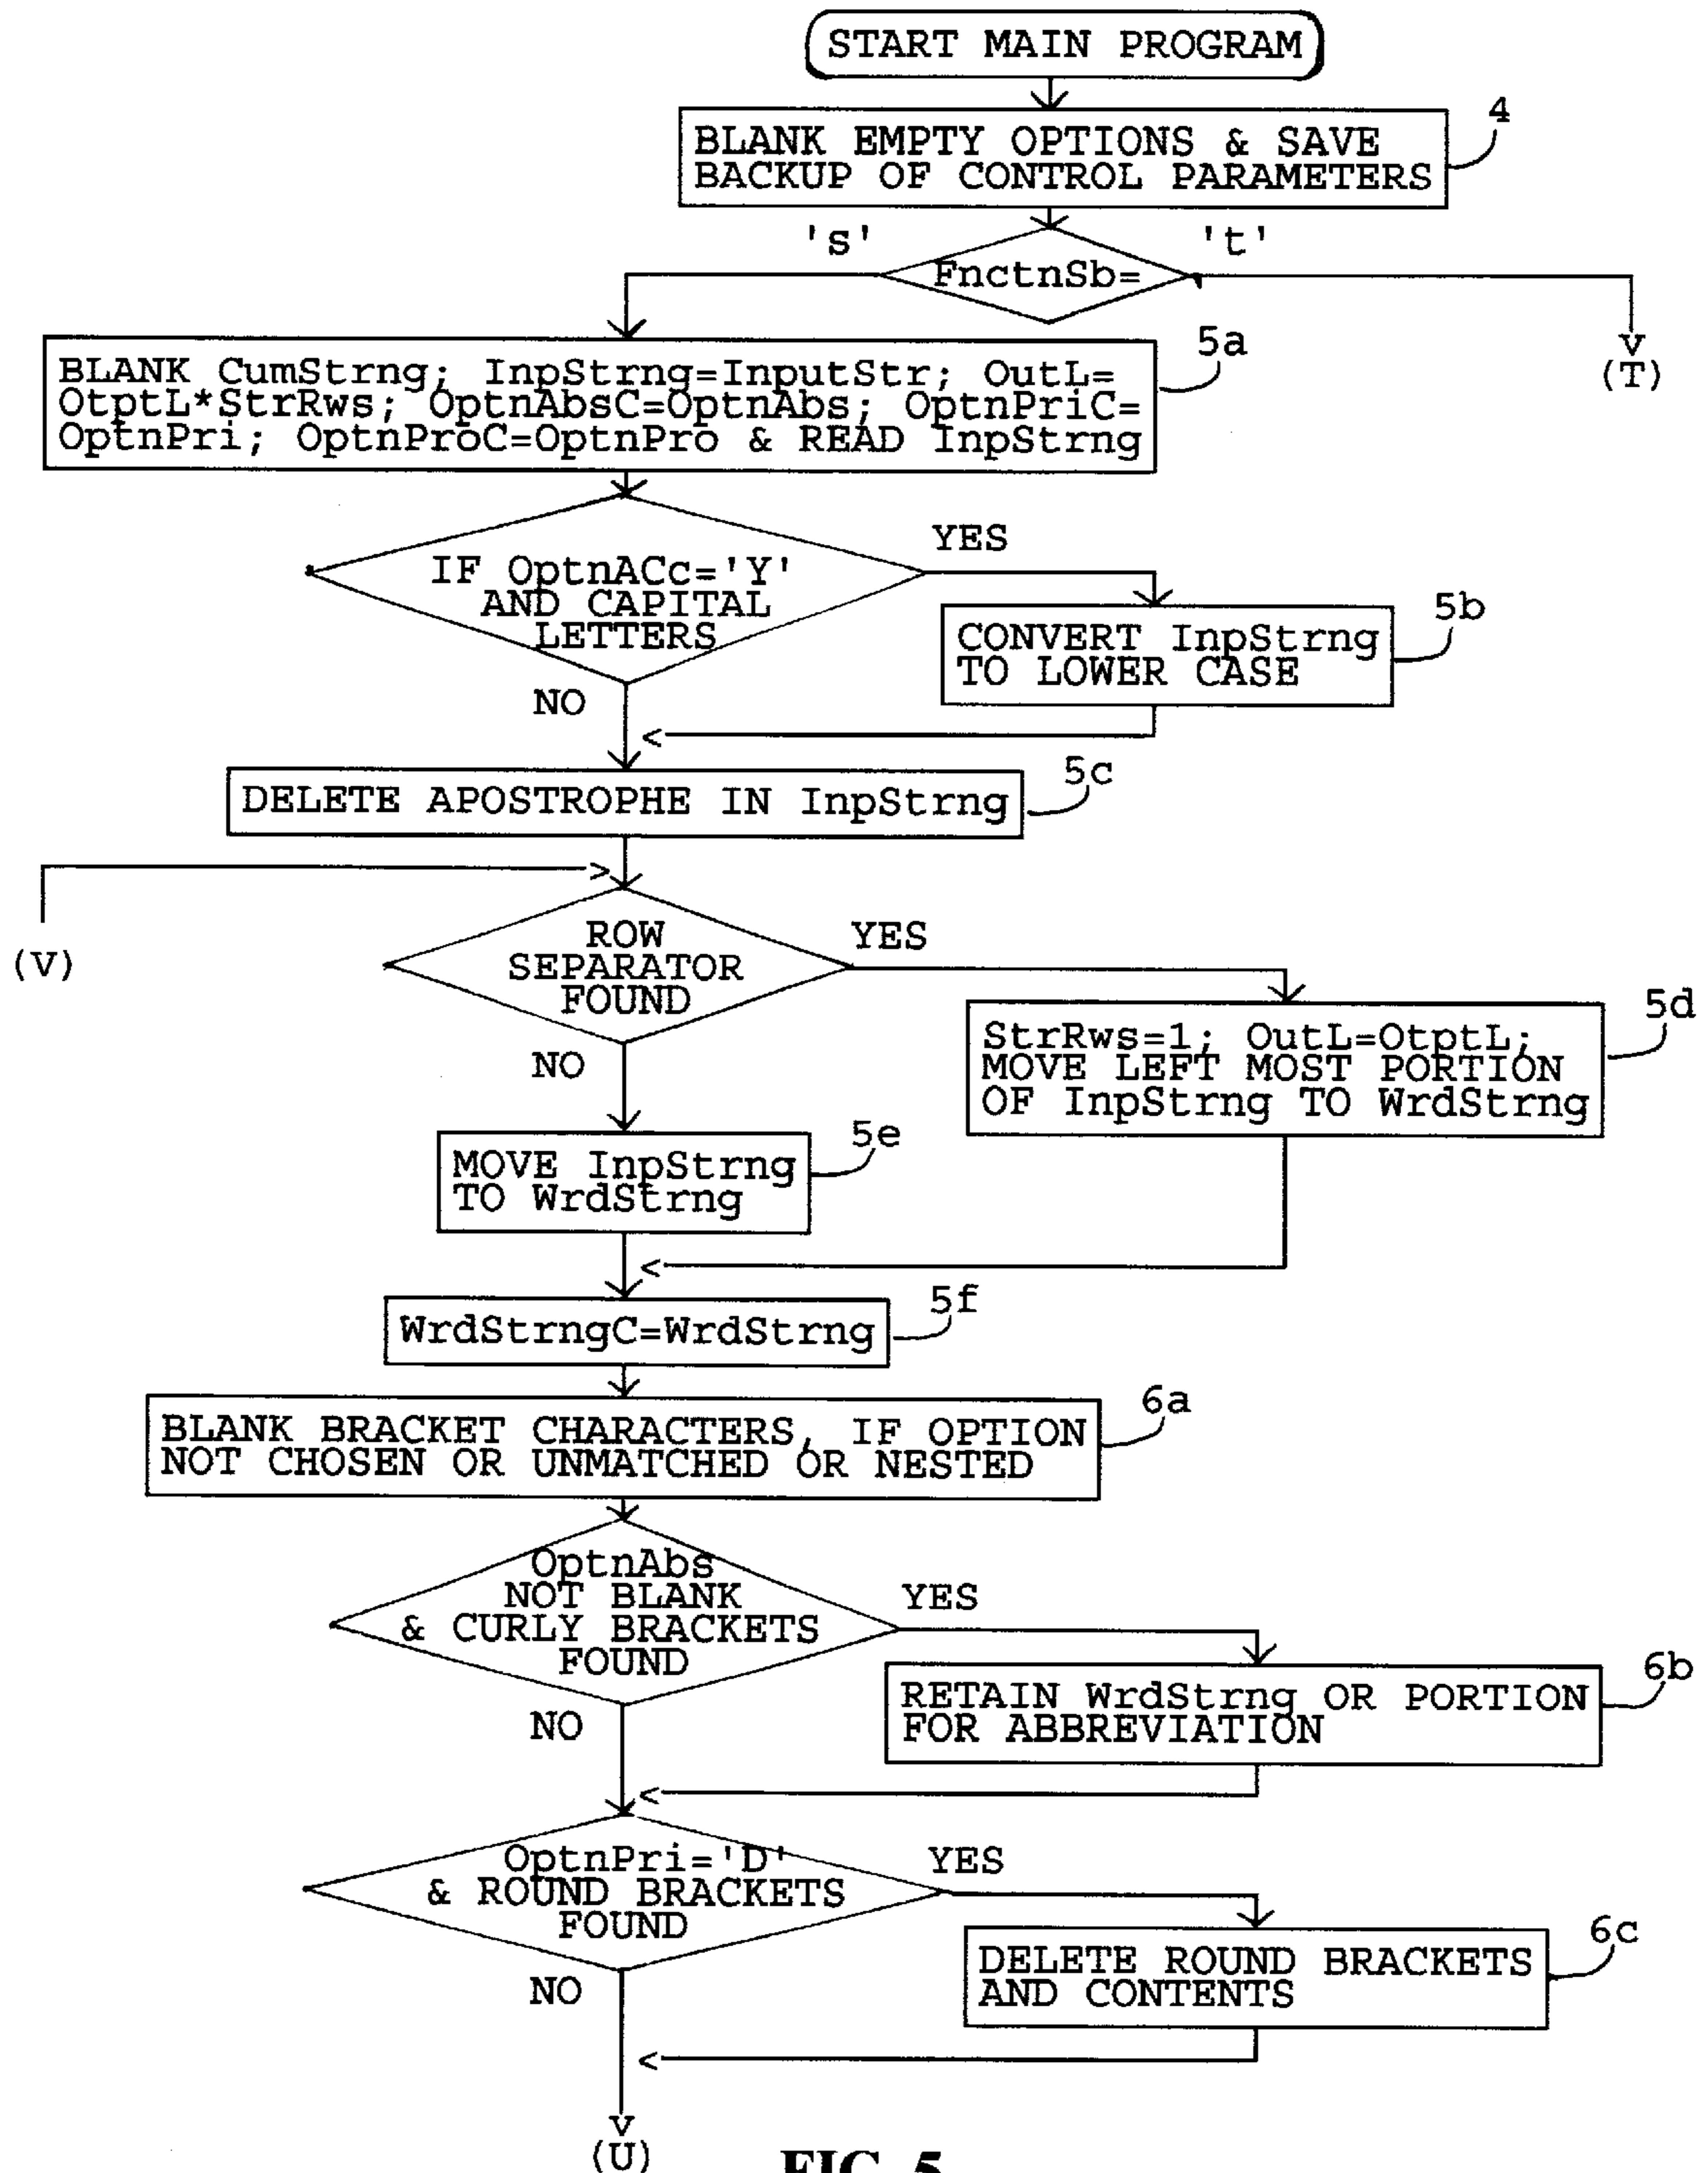 START MAIN PROGRAM
4
BLANK EMPTY OPTIONS & SAVE
BACKUP OF CONTROL PARAMETERS
's'
't'
FnctnSb=
v
(T)
5a
BLANK CumStrng; InpStrng=InputStr; OutL=
OtptL*StrRws; OptnAbsC=OptnAbs; OptnPriC=
OptnPri; OptnProC=OptnPro & READ InpStrng
YES
IF OptnACc='Y'
AND CAPITAL
LETTERS
5b
CONVERT InpStrng
TO LOWER CASE
NO
<
5c
DELETE APOSTROPHE IN InpStrng
>
(V)
ROW
SEPARATOR
FOUND
YES
5d
StrRws=1; OutL=OtptL;
MOVE LEFT MOST PORTION
OF InpStrng TO WrdStrng
NO
5e
MOVE InpStrng
TO WrdStrng
<
5f
WrdStrngC=WrdStrng
6a
BLANK BRACKET CHARACTERS, IF OPTION
NOT CHOSEN OR UNMATCHED OR NESTED
OptnAbs
NOT BLANK
& CURLY BRACKETS
FOUND
YES
6b
RETAIN WrdStrng OR PORTION
FOR ABBREVIATION
NO
<
OptnPri='D'
& ROUND BRACKETS
FOUND
YES
6c
DELETE ROUND BRACKETS
AND CONTENTS
NO
<
v
(U)
FIG. 5